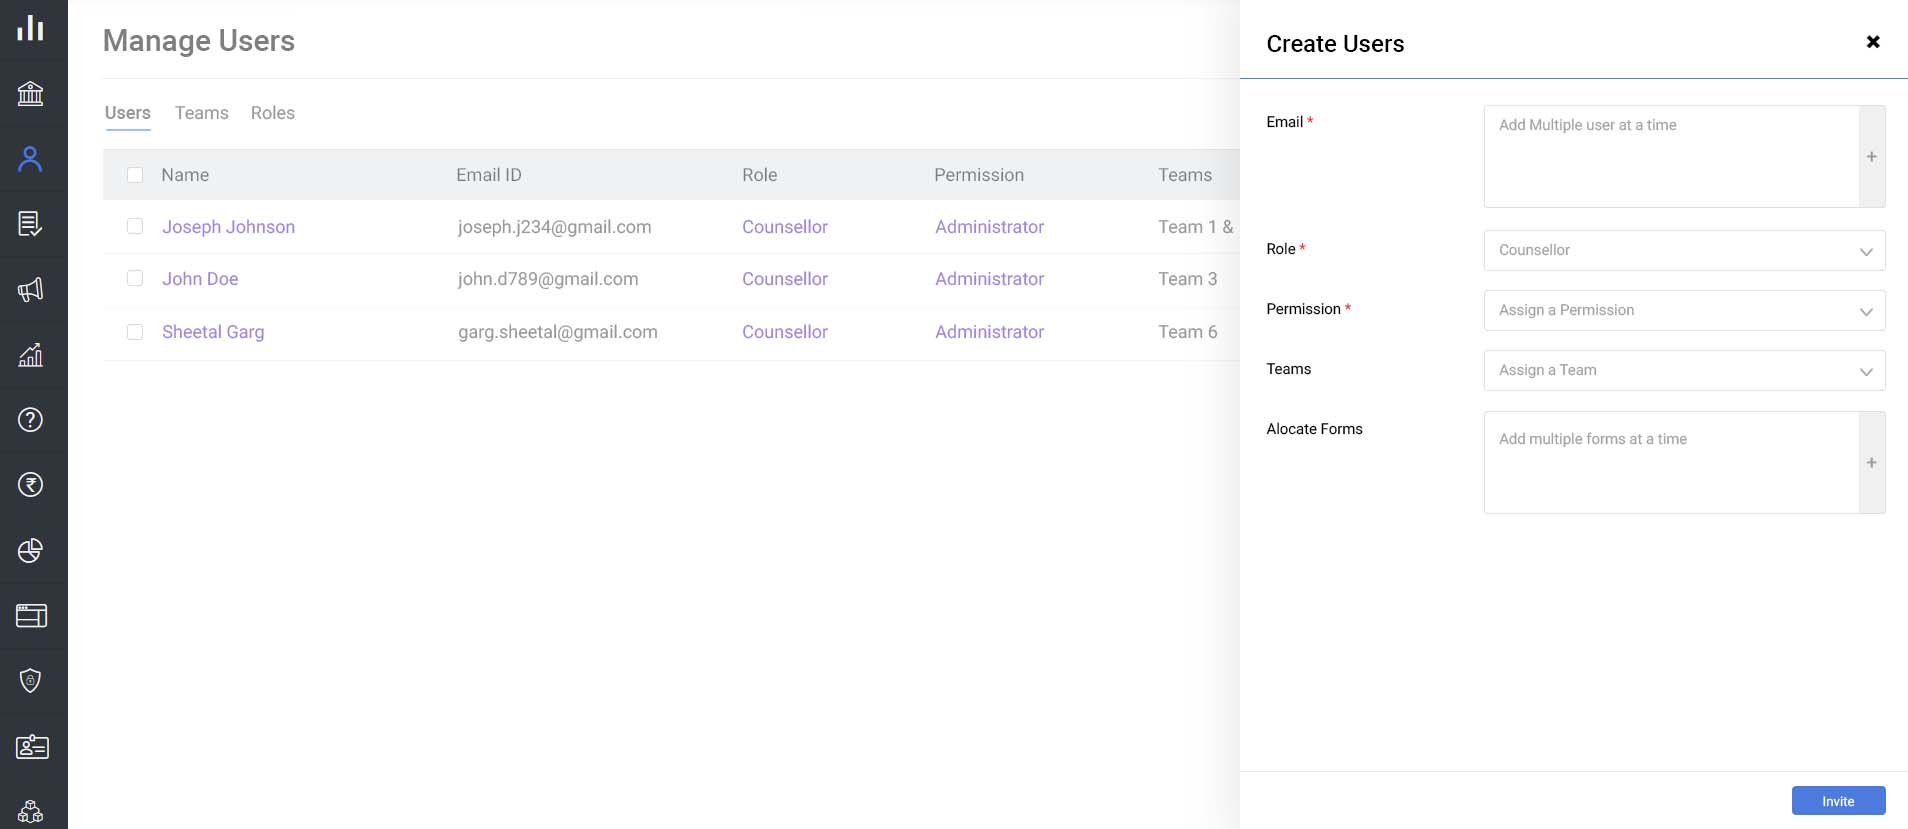 Manage Users
Users Teams Roles
Name Email ID Role Permission Teams
Joseph Johnson joseph.j234@gmail.com Counsellor Administrator Team 1 &
John Doe john.d789@gmail.com Counsellor Administrator Team 3
Sheetal Garg garg.sheetal@gmail.com Counsellor Administrator Team 6
Create Users
Email * Add Multiple user at a time
+
Role * Counsellor
Permission * Assign a Permission
Teams Assign a Team
Alocate Forms Add multiple forms at a time
+
Invite